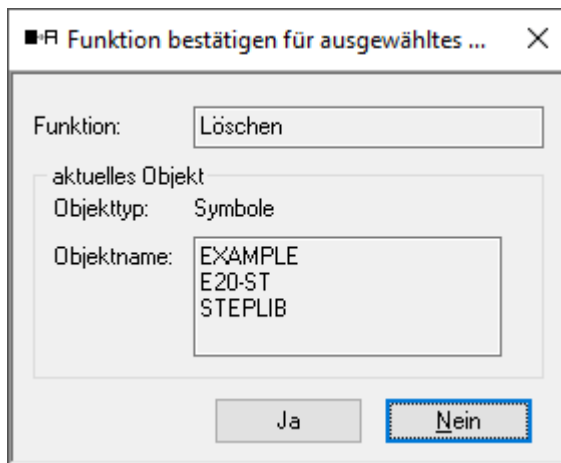 Funktion bestätigen für ausgewähltes ...
Funktion: Löschen
aktuelles Objekt
Objekttyp: Symbole
Objektname: EXAMPLE
E20-ST
STEPLIB
Ja Nein